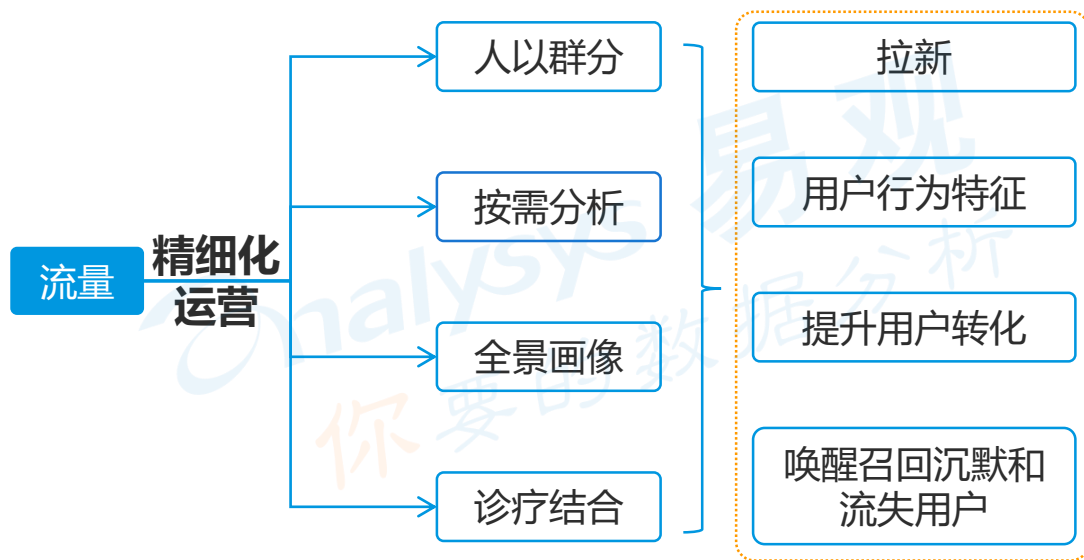 流量
精细化
运营
人以群分
按需分析
全景画像
诊疗结合
拉新
用户行为特征
提升用户转化
唤醒召回沉默和
流失用户
analysys 易观
你要的数据分析